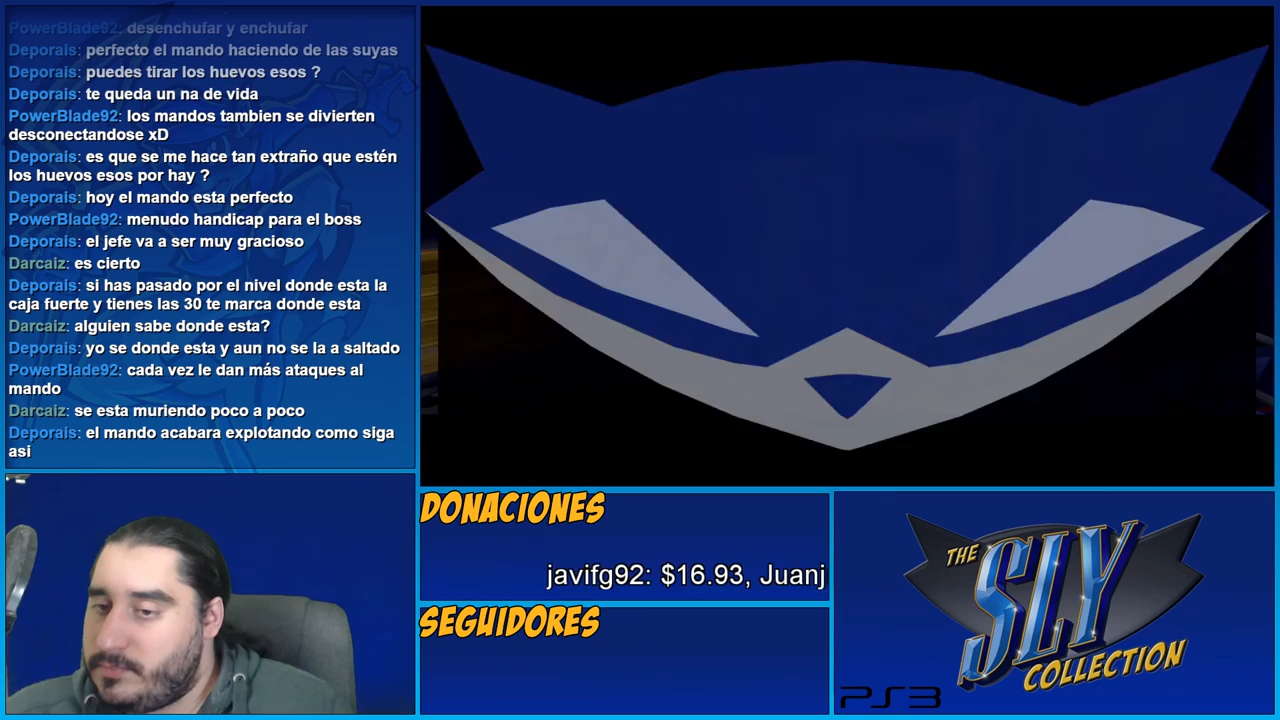 PowerBlade92: desenchufar y enchufar
Deporais: perfecto el mando haciendo de las suyas
Deporais: puedes tirar los huevos esos ?
Deporais: te queda un na de vida
PowerBlade92: los mandos tambien se divierten
desconectandose xD
Deporais: es que se me hace tan extraño que estén
los huevos esos por hay ?
Deporais: hoy el mando esta perfecto
PowerBlade92: menudo handicap para el boss
Deporais: el jefe va a ser muy gracioso
Darcaiz: es cierto
Deporais: si has pasado por el nivel donde esta la
caja fuerte y tienes las 30 te marca donde esta
Darcaiz: alguien sabe donde esta?
Deporais: yo se donde esta y aun no se la a saltado
PowerBlade92: cada vez le dan más ataques al
mando
Darcaiz: se esta muriendo poco a poco
Deporais: el mando acabara explotando como siga
asi
DONACIONES
javifg92: $16.93, Juanj
SEGUIDORES
THE
SLY
COLLECTION
PS3